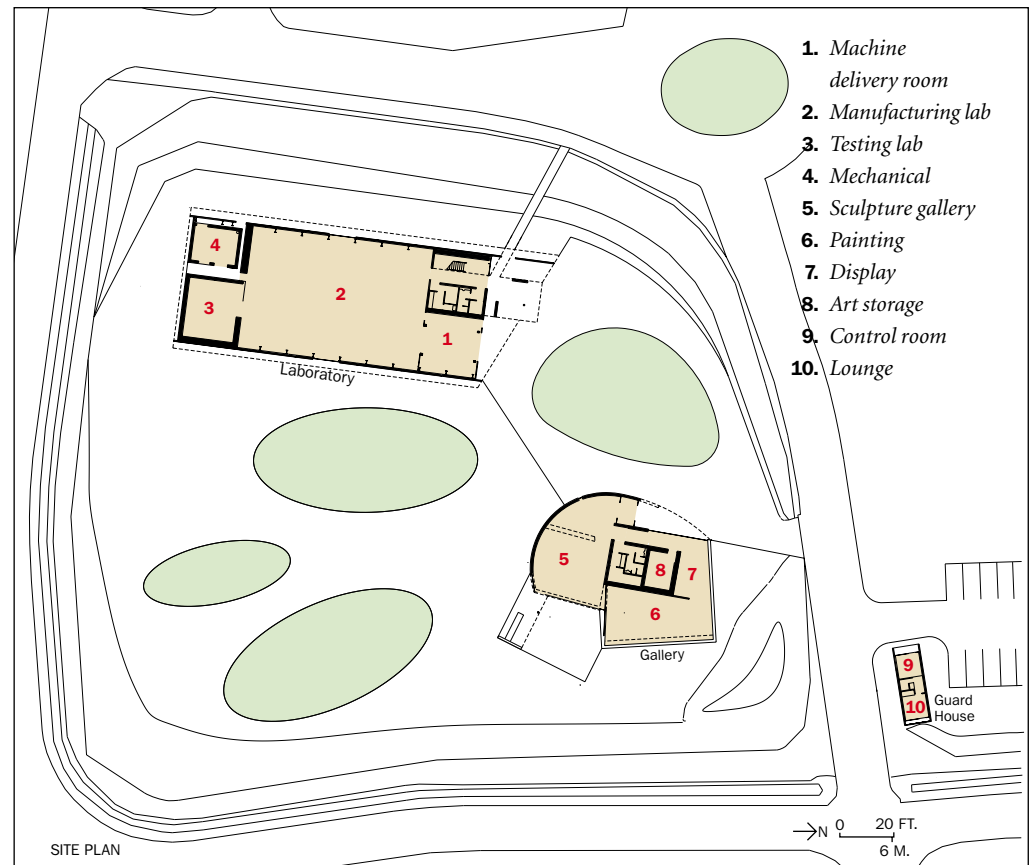 1. Machine
delivery room
2. Manufacturing lab
3. Testing lab
4. Mechanical
5. Sculpture gallery
6. Painting
7. Display
8. Art storage
9. Control room
10. Lounge
4
3
2
1
Laboratory
5
8
7
6
Gallery
9
10
Guard
House
N
0 20 FT.
6 M.
SITE PLAN